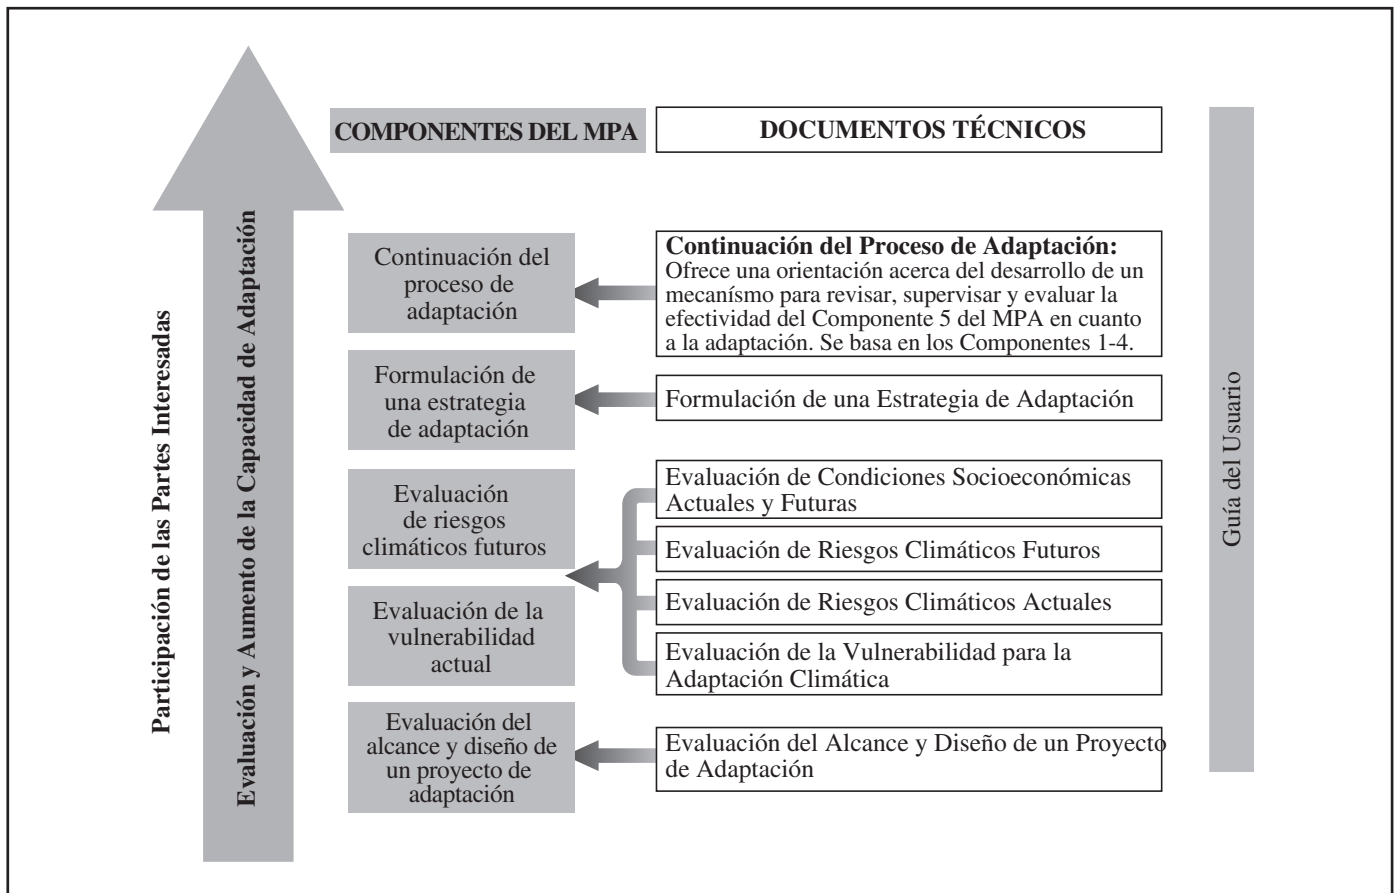 COMPONENTES DEL MPA
DOCUMENTOS TÉCNICOS
Participación de las Partes Interesadas
Evaluación y Aumento de la Capacidad de Adaptación
Continuación del
proceso de
adaptación
Continuación del Proceso de Adaptación:
Ofrece una orientación acerca del desarrollo de un
mecanísmo para revisar, supervisar y evaluar la
efectividad del Componente 5 del MPA en cuanto
a la adaptación. Se basa en los Componentes 1-4.
Formulación de
una estrategia
de adaptación
Formulación de una Estrategia de Adaptación
Evaluación
de riesgos
climáticos futuros
Evaluación de la
vulnerabilidad
actual
Evaluación de Condiciones Socioeconómicas
Actuales y Futuras
Evaluación de Riesgos Climáticos Futuros
Evaluación de Riesgos Climáticos Actuales
Evaluación de la Vulnerabilidad para la
Adaptación Climática
Evaluación del
alcance y diseño de
un proyecto de
adaptación
Evaluación del Alcance y Diseño de un Proyecto
de Adaptación
Guía del Usuario